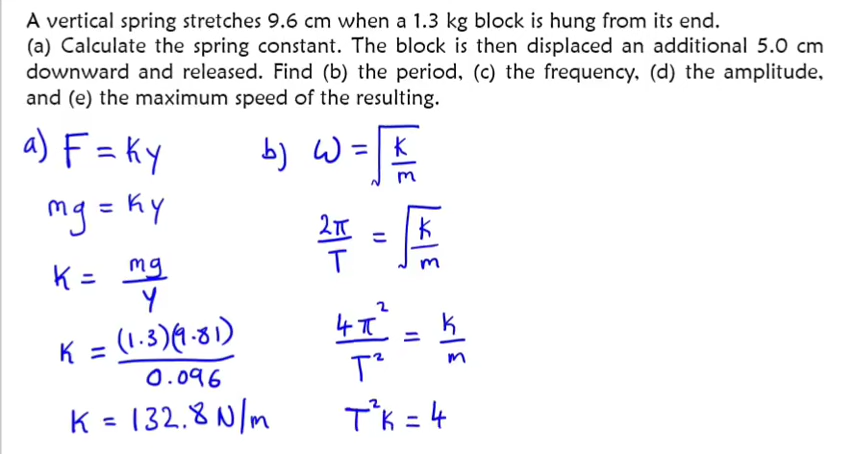 A vertical spring stretches 9.6 cm when a 1.3 kg block is hung from its end.
(a) Calculate the spring constant. The block is then displaced an additional 5.0 cm
downward and released. Find (b) the period, (c) the frequency, (d) the amplitude,
and (e) the maximum speed of the resulting.
a) F = Ky
mg = Ky
K = mg/y
K = (1.3)(9.81)/0.096
K = 132.8 N/m
b) ω = √(K/m)
2π/T = √(K/m)
4π²/T² = K/m
T²K = 4